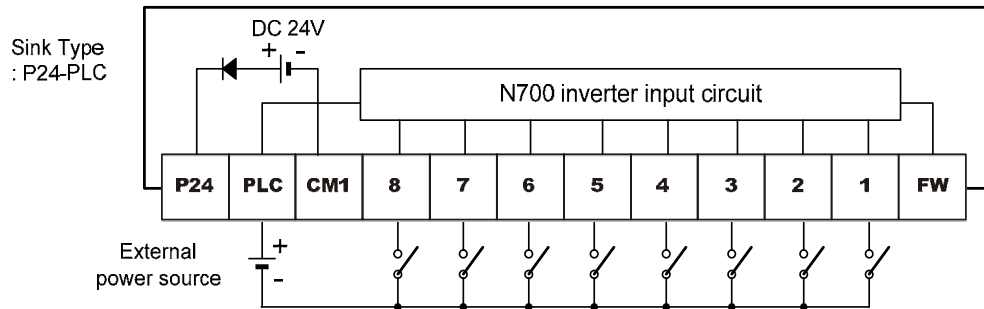 DC 24V
Sink Type
: P24-PLC
+ -
N700 inverter input circuit
P24 PLC CM1 8 7 6 5 4 3 2 1 FW
External
power source
+
-